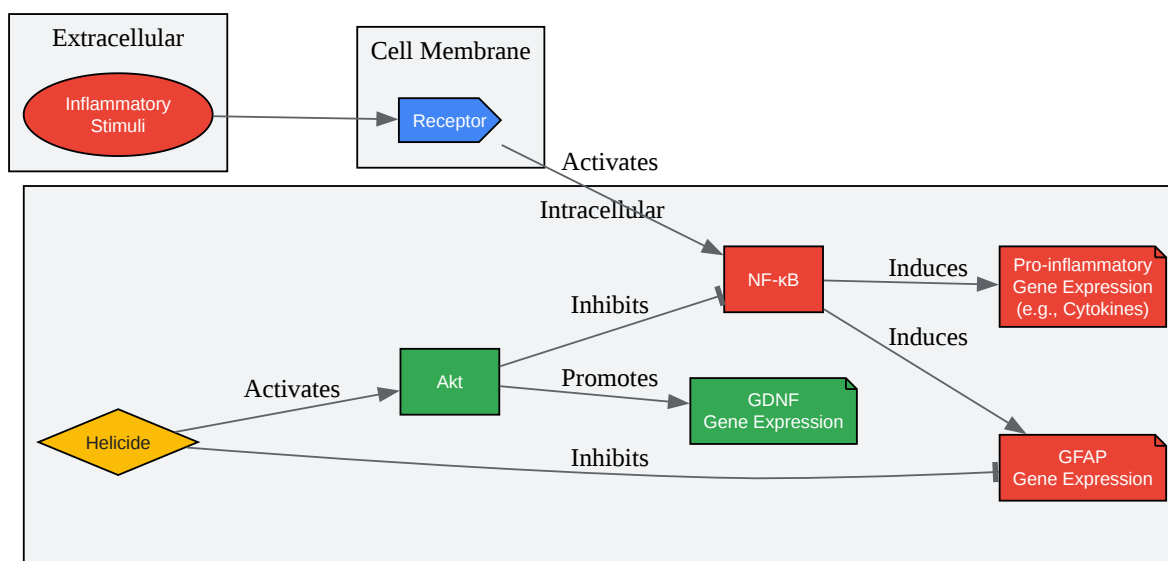 Extracellular
Cell Membrane
Inflammatory
Stimuli
Receptor
Activates
Intracellular
NF-κB
Induces
Pro-inflammatory
Gene Expression
(e.g., Cytokines)
Inhibits
Induces
Activates
Akt
Promotes
GDNF
Gene Expression
Helicide
Inhibits
GFAP
Gene Expression